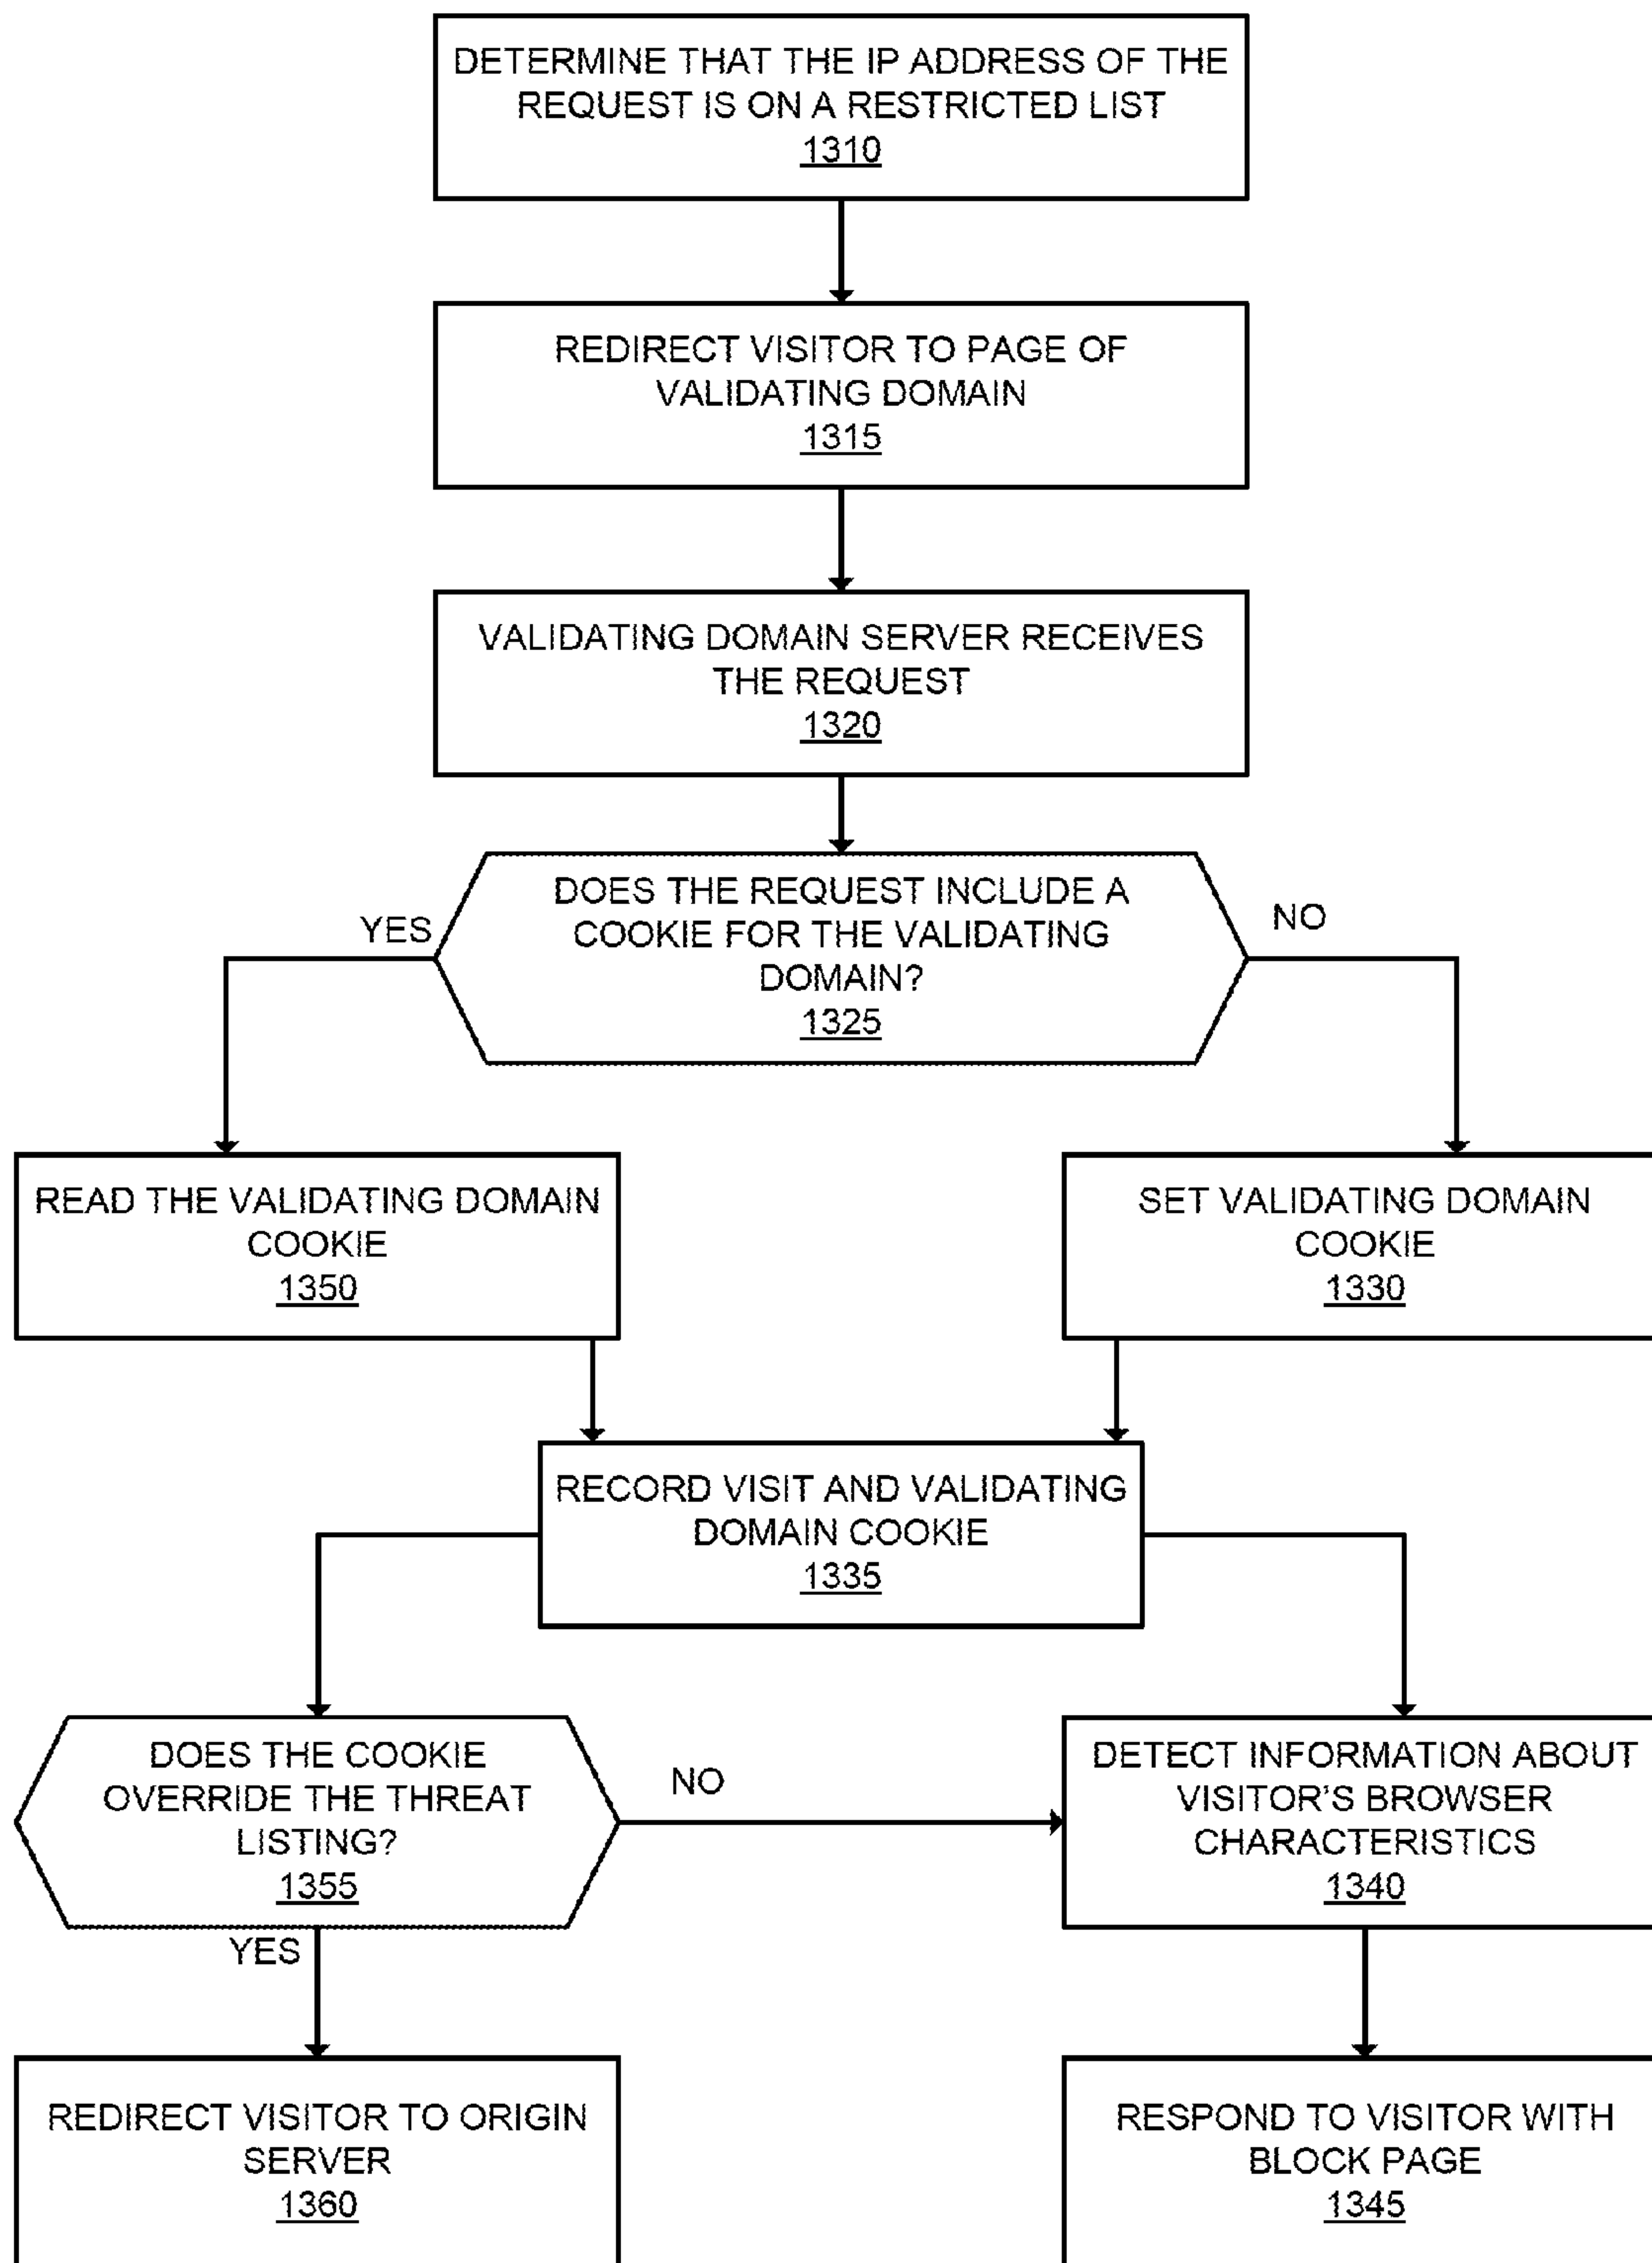 DETERMINE THAT THE IP ADDRESS OF THE
REQUEST IS ON A RESTRICTED LIST
1310
REDIRECT VISITOR TO PAGE OF
VALIDATING DOMAIN
1315
VALIDATING DOMAIN SERVER RECEIVES
THE REQUEST
1320
DOES THE REQUEST INCLUDE A
COOKIE FOR THE VALIDATING
DOMAIN?
1325
YES
NO
READ THE VALIDATING DOMAIN
COOKIE
1350
SET VALIDATING DOMAIN
COOKIE
1330
RECORD VISIT AND VALIDATING
DOMAIN COOKIE
1335
DOES THE COOKIE
OVERRIDE THE THREAT
LISTING?
1355
NO
YES
DETECT INFORMATION ABOUT
VISITOR'S BROWSER
CHARACTERISTICS
1340
REDIRECT VISITOR TO ORIGIN
SERVER
1360
RESPOND TO VISITOR WITH
BLOCK PAGE
1345